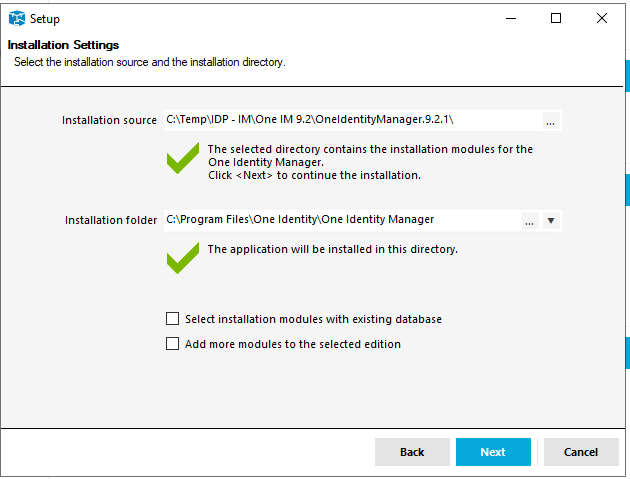 Setup
Installation Settings
Select the installation source and the installation directory.
Installation source C:\Temp\IDP - IM\One IM 9.2\OneIdentityManager.9.2.1\ ...
The selected directory contains the installation modules for the
One Identity Manager.
Click <Next> to continue the installation.
Installation folder C:\Program Files\One Identity\One Identity Manager ...
The application will be installed in this directory.
Select installation modules with existing database
Add more modules to the selected edition
Back Next Cancel